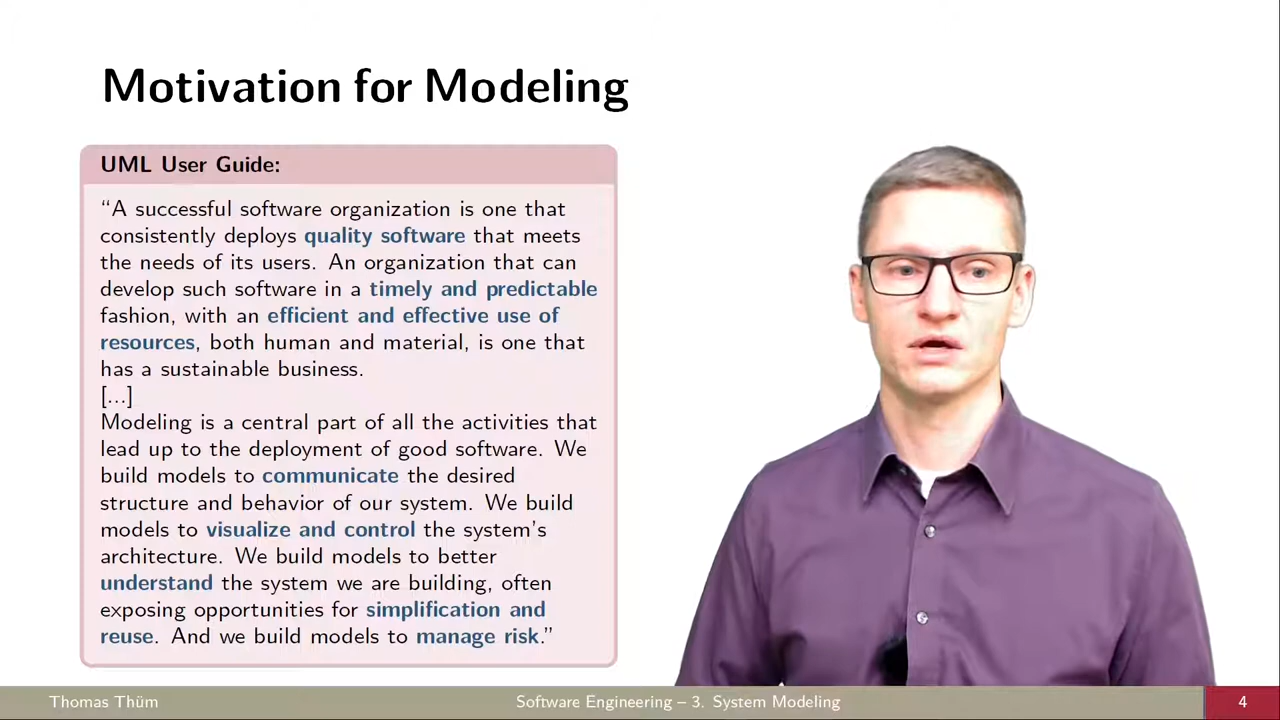 Motivation for Modeling
UML User Guide:
“A successful software organization is one that
consistently deploys quality software that meets
the needs of its users. An organization that can
develop such software in a timely and predictable
fashion, with an efficient and effective use of
resources, both human and material, is one that
has a sustainable business.
[...]
Modeling is a central part of all the activities that
lead up to the deployment of good software. We
build models to communicate the desired
structure and behavior of our system. We build
models to visualize and control the system’s
architecture. We build models to better
understand the system we are building, often
exposing opportunities for simplification and
reuse. And we build models to manage risk.”
Thomas Thüm
Software Engineering – 3. System Modeling
4